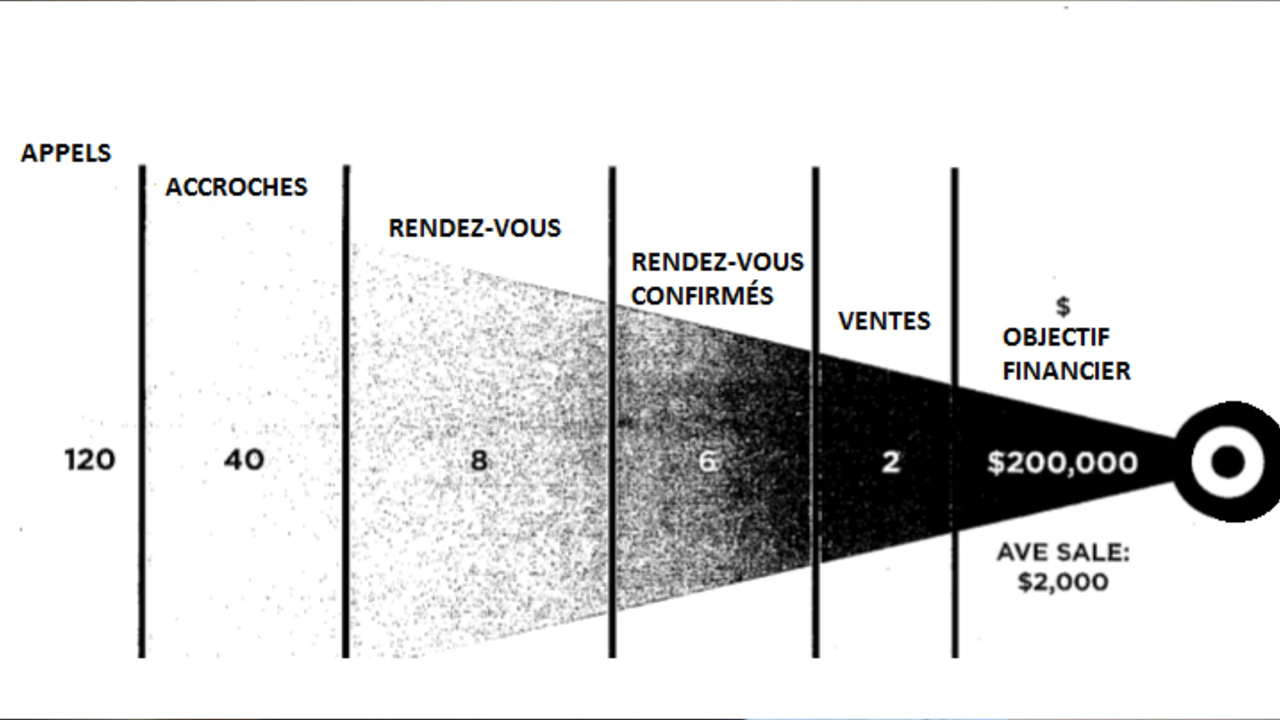 APPELS
ACCROCHES
RENDEZ-VOUS
RENDEZ-VOUS
CONFIRMÉS
VENTES
$
OBJECTIF
FINANCIER
120
40
8
6
2
$200,000
AVE SALE:
$2,000